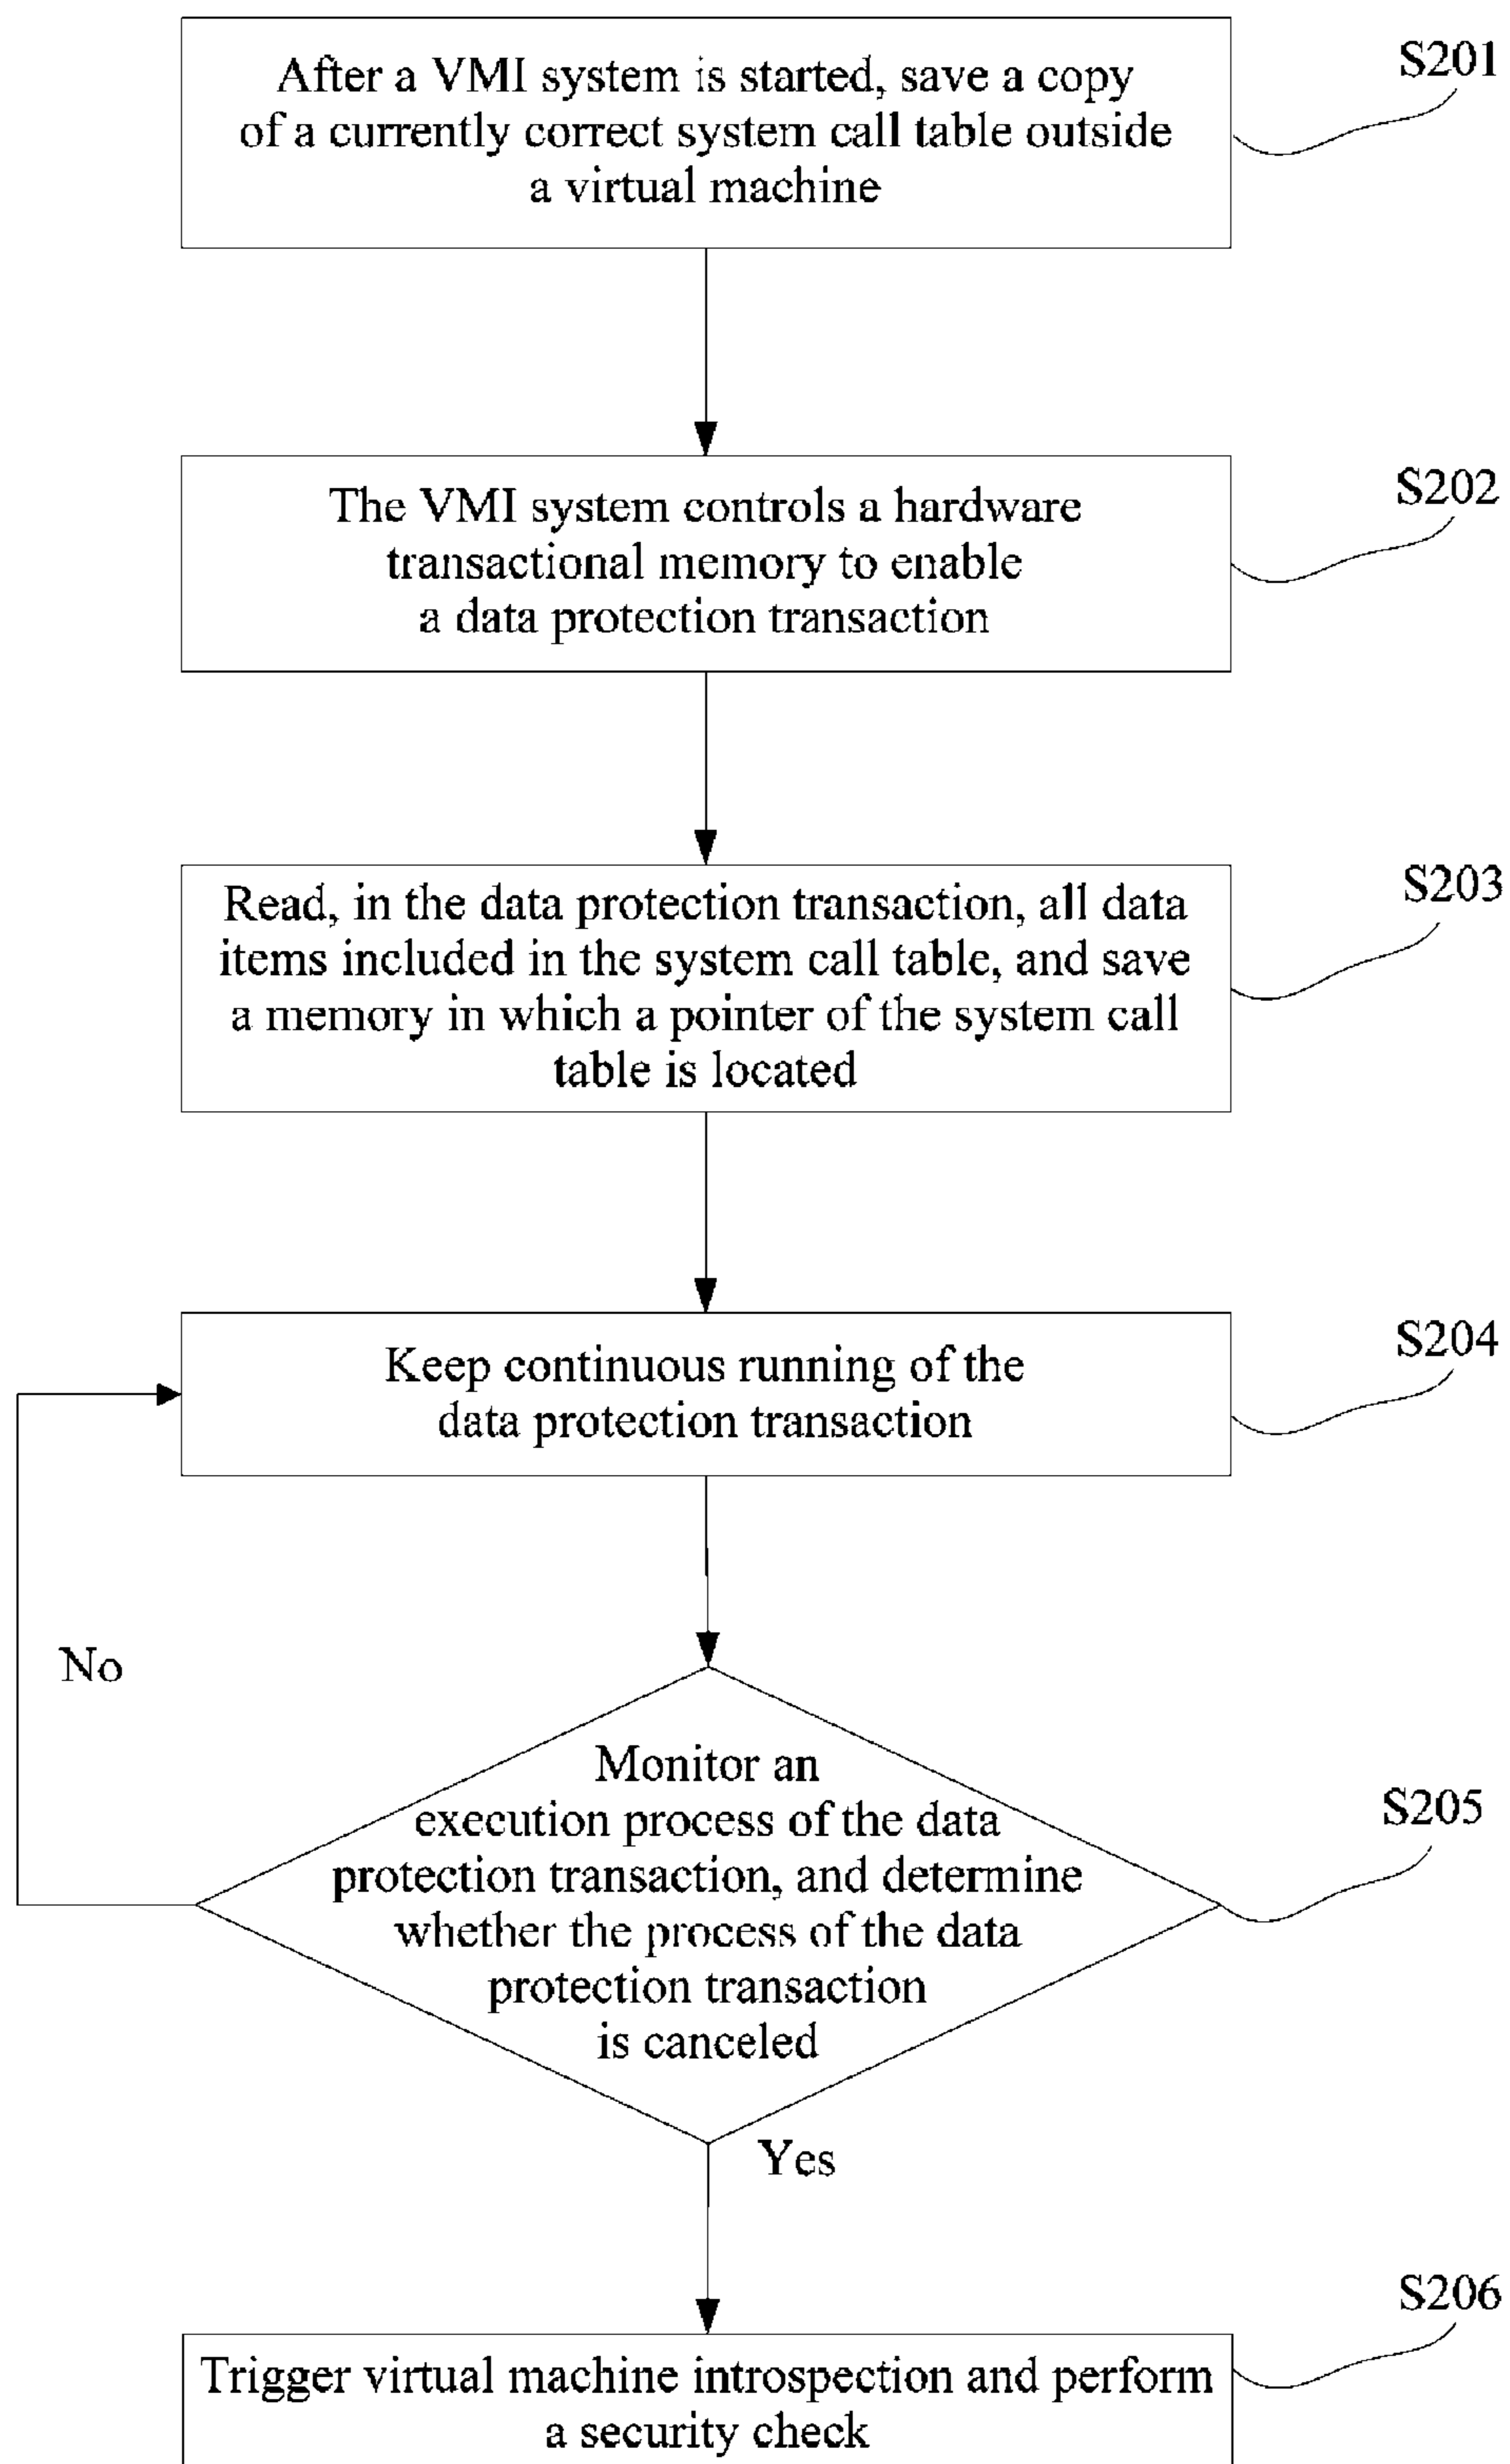 After a VMI system is started, save a copy
of a currently correct system call table outside
a virtual machine
S201
The VMI system controls a hardware
transactional memory to enable
a data protection transaction
S202
Read, in the data protection transaction, all data
items included in the system call table, and save
a memory in which a pointer of the system call
table is located
S203
Keep continuous running of the
data protection transaction
S204
No
Monitor an
execution process of the data
protection transaction, and determine
whether the process of the data
protection transaction
is canceled
S205
Yes
Trigger virtual machine introspection and perform
a security check
S206